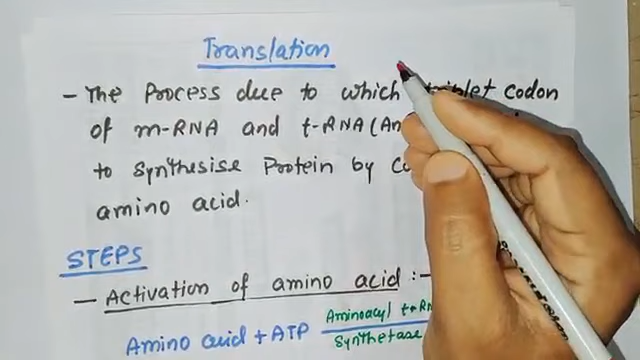 Translation
- The Process due to which triplet codon
of m-RNA and t-RNA (An
to synthesise Protein by
amino acid.
STEPS
- Activation of amino acid :-
Aminoacyl t-RN
Amino acid + ATP
Synthetase